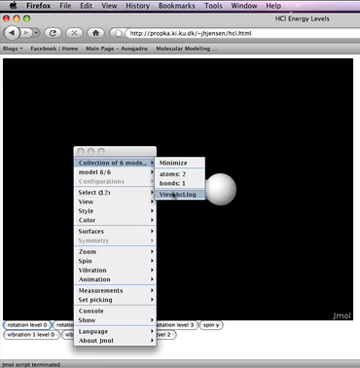 Firefox File Edit View History Bookmarks Tools Window Help
HCl Energy Levels
http://propka.ki.ku.dk/~jhjensen/hcl.html
Blogs Facebook | Home Main Page - Avogadro Molecular Modeling ...
Collection of 6 mode...
model 6/6
Configurations
Select (12)
View
Style
Color
Surfaces
Symmetry
Zoom
Spin
Vibration
Animation
Measurements
Set picking
Console
Show
Language
About Jmol
Minimize
atoms: 2
bonds: 1
View hcl.log
Jmol
rotation level 0 rotation level 3 spin y
vibration 1 level 0
Jmol script terminated